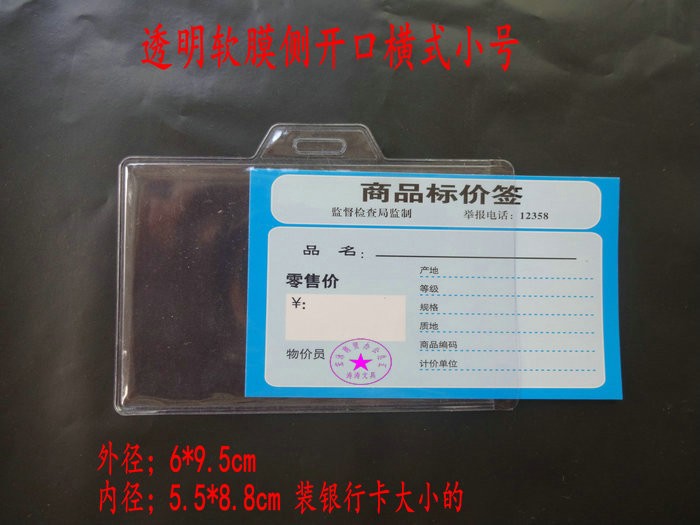 透明软膜侧开口横式小号
商品标价签
监督检查局监制 举报电话：12358
品 名：
产地
零售价
等级
¥：
规格
质地
商品编码
物价员
计价单位
外径；6*9.5cm
内径；5.5*8.8cm 装银行卡大小的